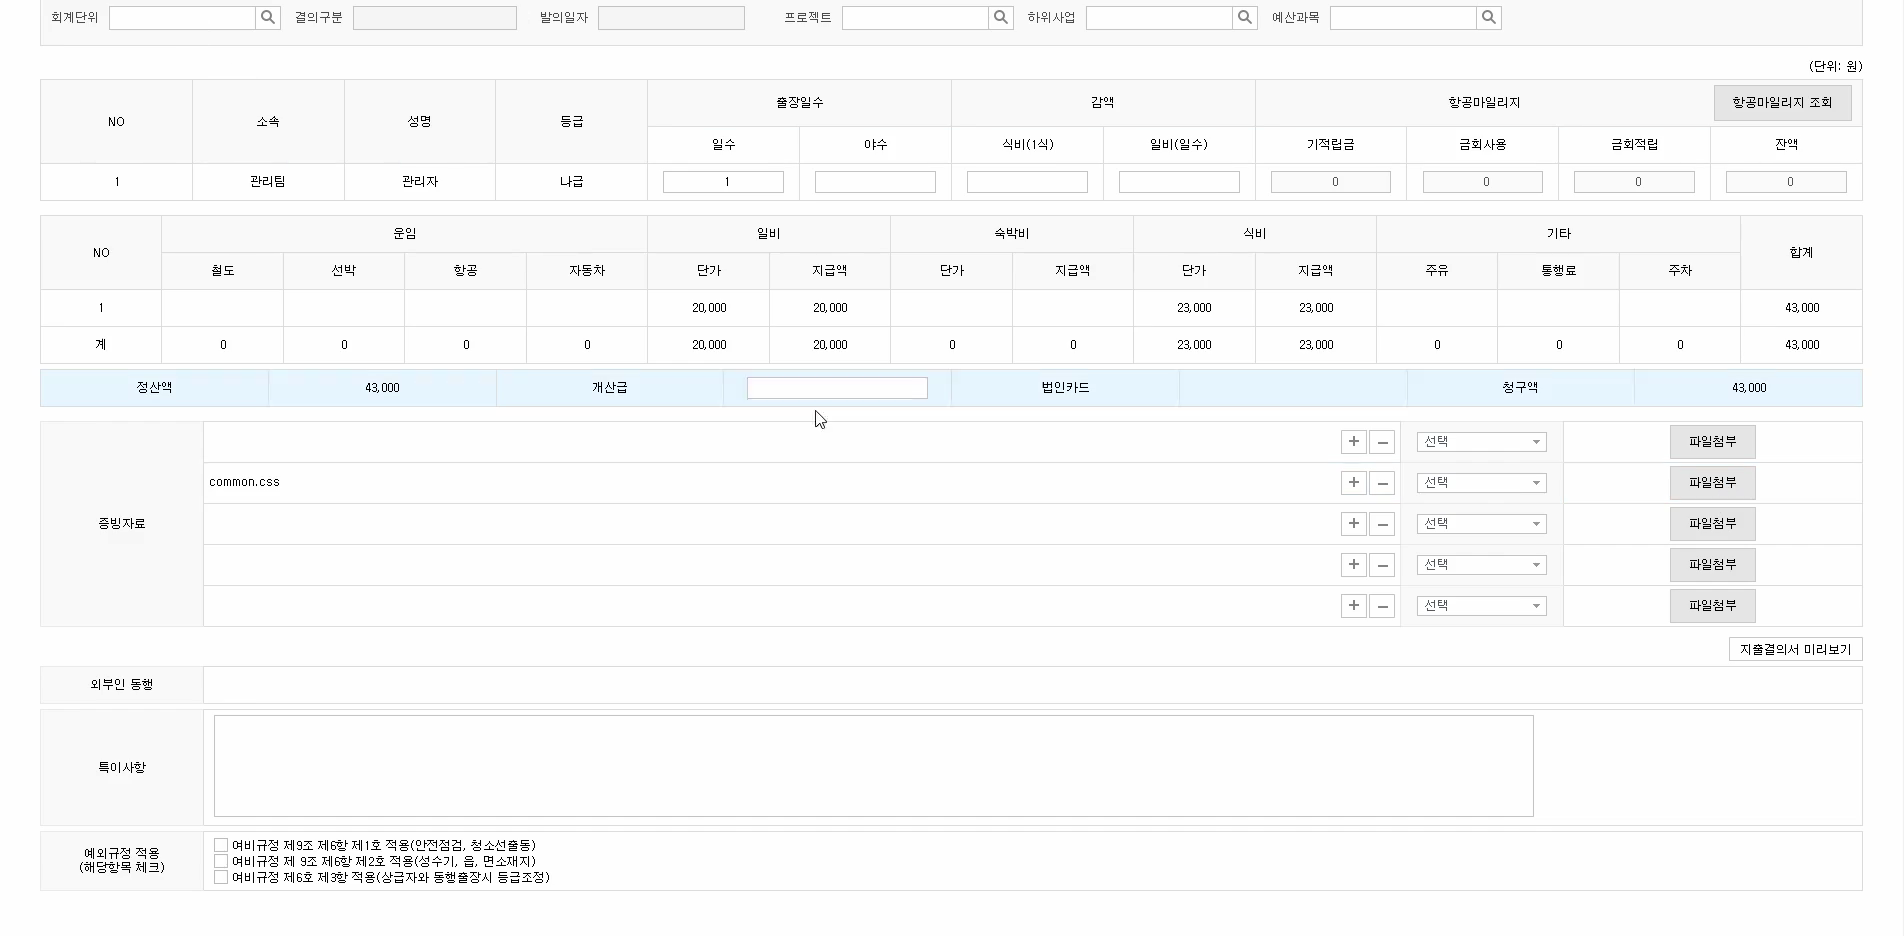 회계단위 결의구분 발의일자 프로젝트 하위사업 예산과목
(단위: 원)
NO 소속 성명 등급 출장일수 감액 항공마일리지 항공마일리지 조회
일수 야수 식비(1식) 일비(일수) 기적립금 금회사용 금회적립 잔액
1 관리팀 관리자 나급 1 0 0 0 0
NO 운임 일비 숙박비 식비 기타 합계
철도 선박 항공 자동차 단가 지급액 단가 지급액 단가 지급액 주유 통행료 주차
1 20,000 20,000 23,000 23,000 43,000
계 0 0 0 0 20,000 20,000 0 0 23,000 23,000 0 0 0 43,000
정산액 43,000 개산급 법인카드 청구액 43,000
증빙자료
+ − 선택 파일첨부
common.css + − 선택 파일첨부
+ − 선택 파일첨부
+ − 선택 파일첨부
+ − 선택 파일첨부
지출결의서 미리보기
외부인 동행
특이사항
예외규정 적용
(해당항목 체크)
여비규정 제9조 제6항 제1호 적용(안전점검, 청소선출동)
여비규정 제 9조 제6항 제2호 적용(성수기, 읍, 면소재지)
여비규정 제6호 제3항 적용(상급자와 동행출장시 등급조정)